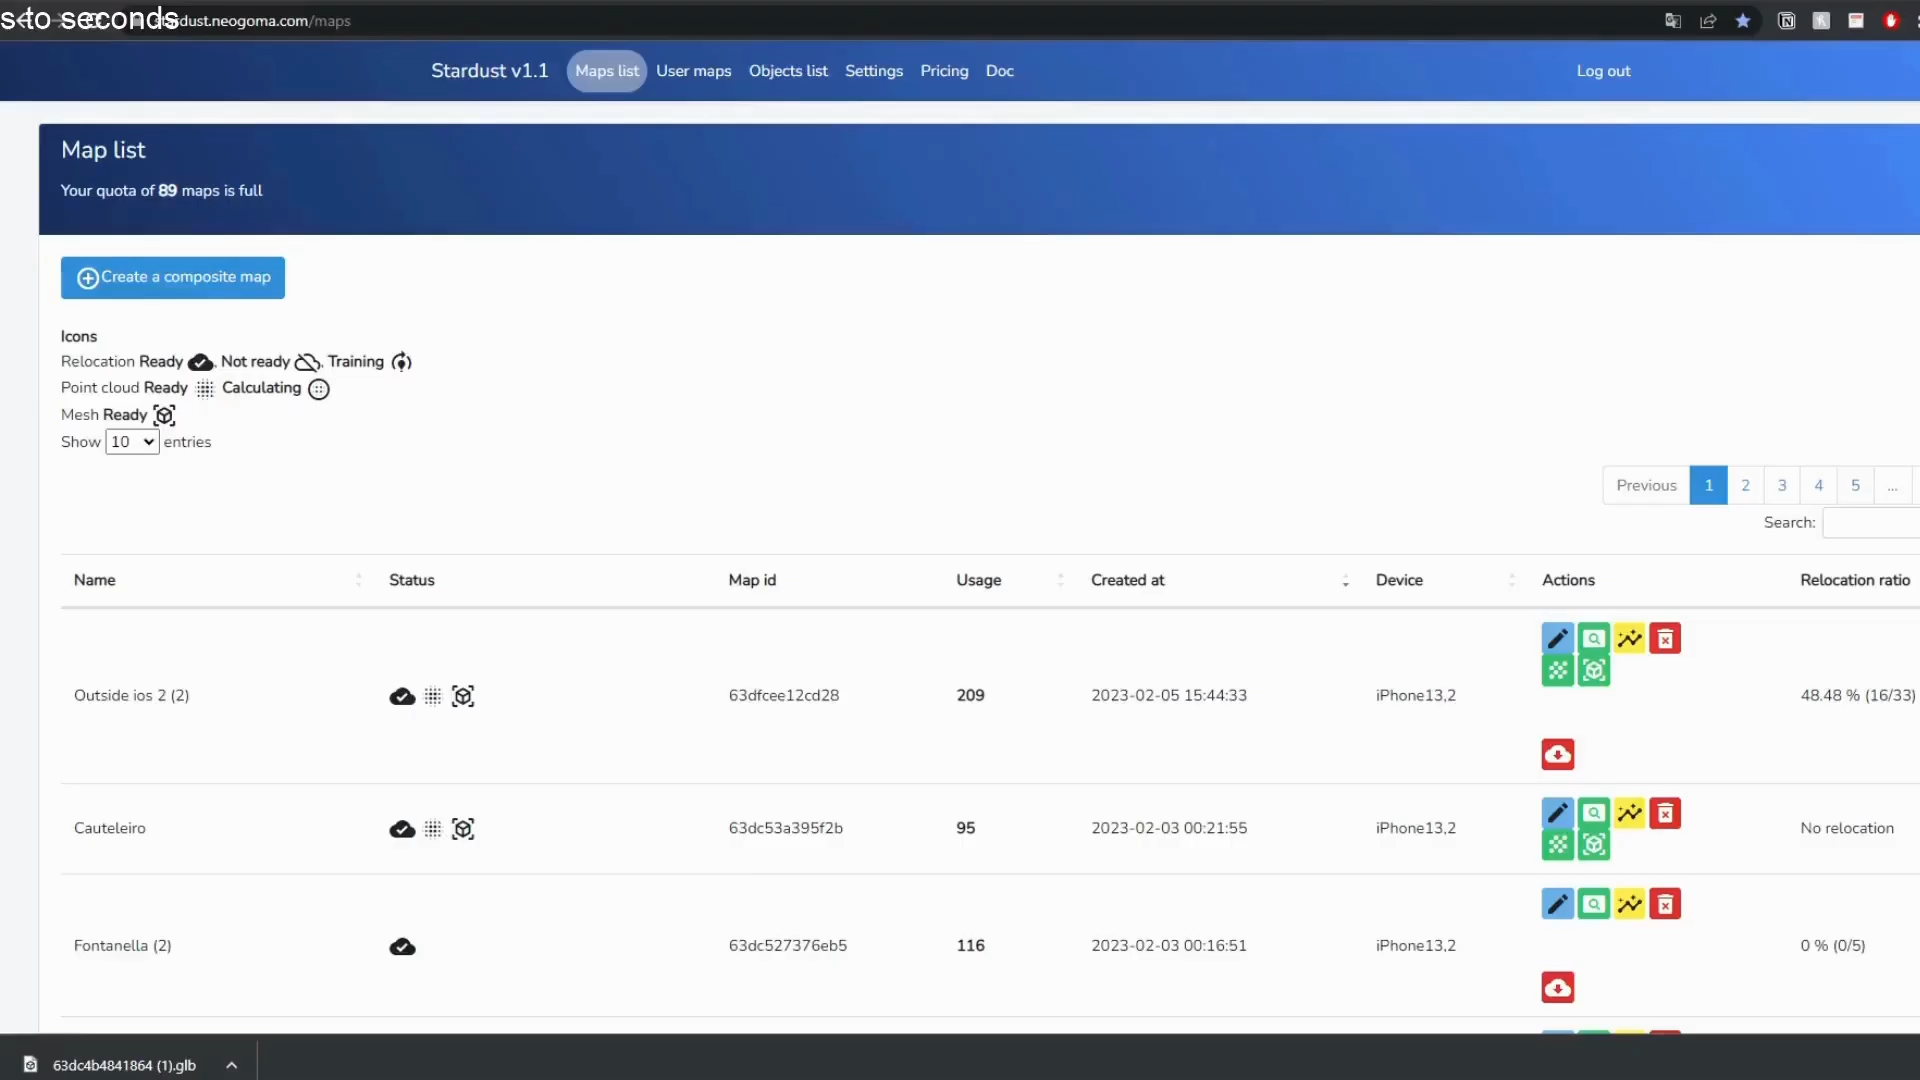 s to seconds
stardust.neogoma.com/maps
Stardust v1.1 Maps list User maps Objects list Settings Pricing Doc Log out
Map list
Your quota of 89 maps is full
Create a composite map
Icons
Relocation Ready , Not ready , Training
Point cloud Ready Calculating
Mesh Ready
Show 10 entries
Previous 1 2 3 4 5 ...
Search:
Name Status Map id Usage Created at Device Actions Relocation ratio
Outside ios 2 (2) 63dfcee12cd28 209 2023-02-05 15:44:33 iPhone13,2 48.48 % (16/33)
Cauteleiro 63dc53a395f2b 95 2023-02-03 00:21:55 iPhone13,2 No relocation
Fontanella (2) 63dc527376eb5 116 2023-02-03 00:16:51 iPhone13,2 0 % (0/5)
63dc4b4841864 (1).glb